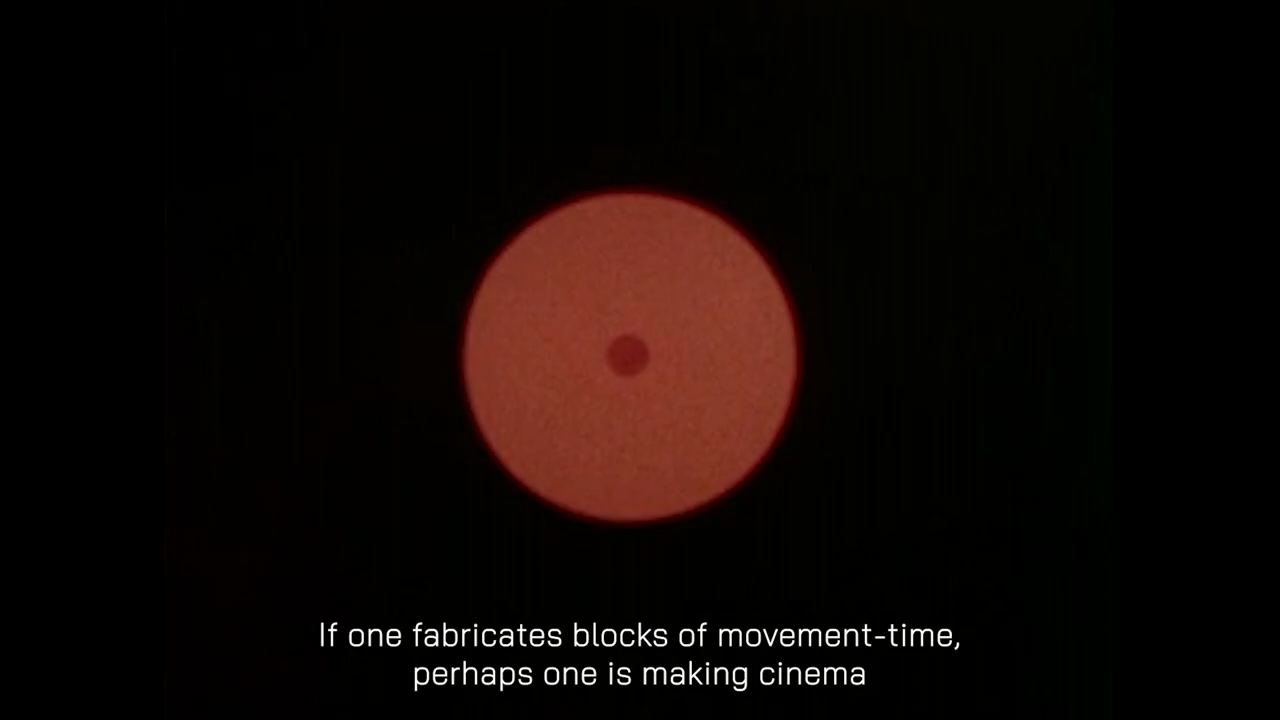 If one fabricates blocks of movement-time,
perhaps one is making cinema